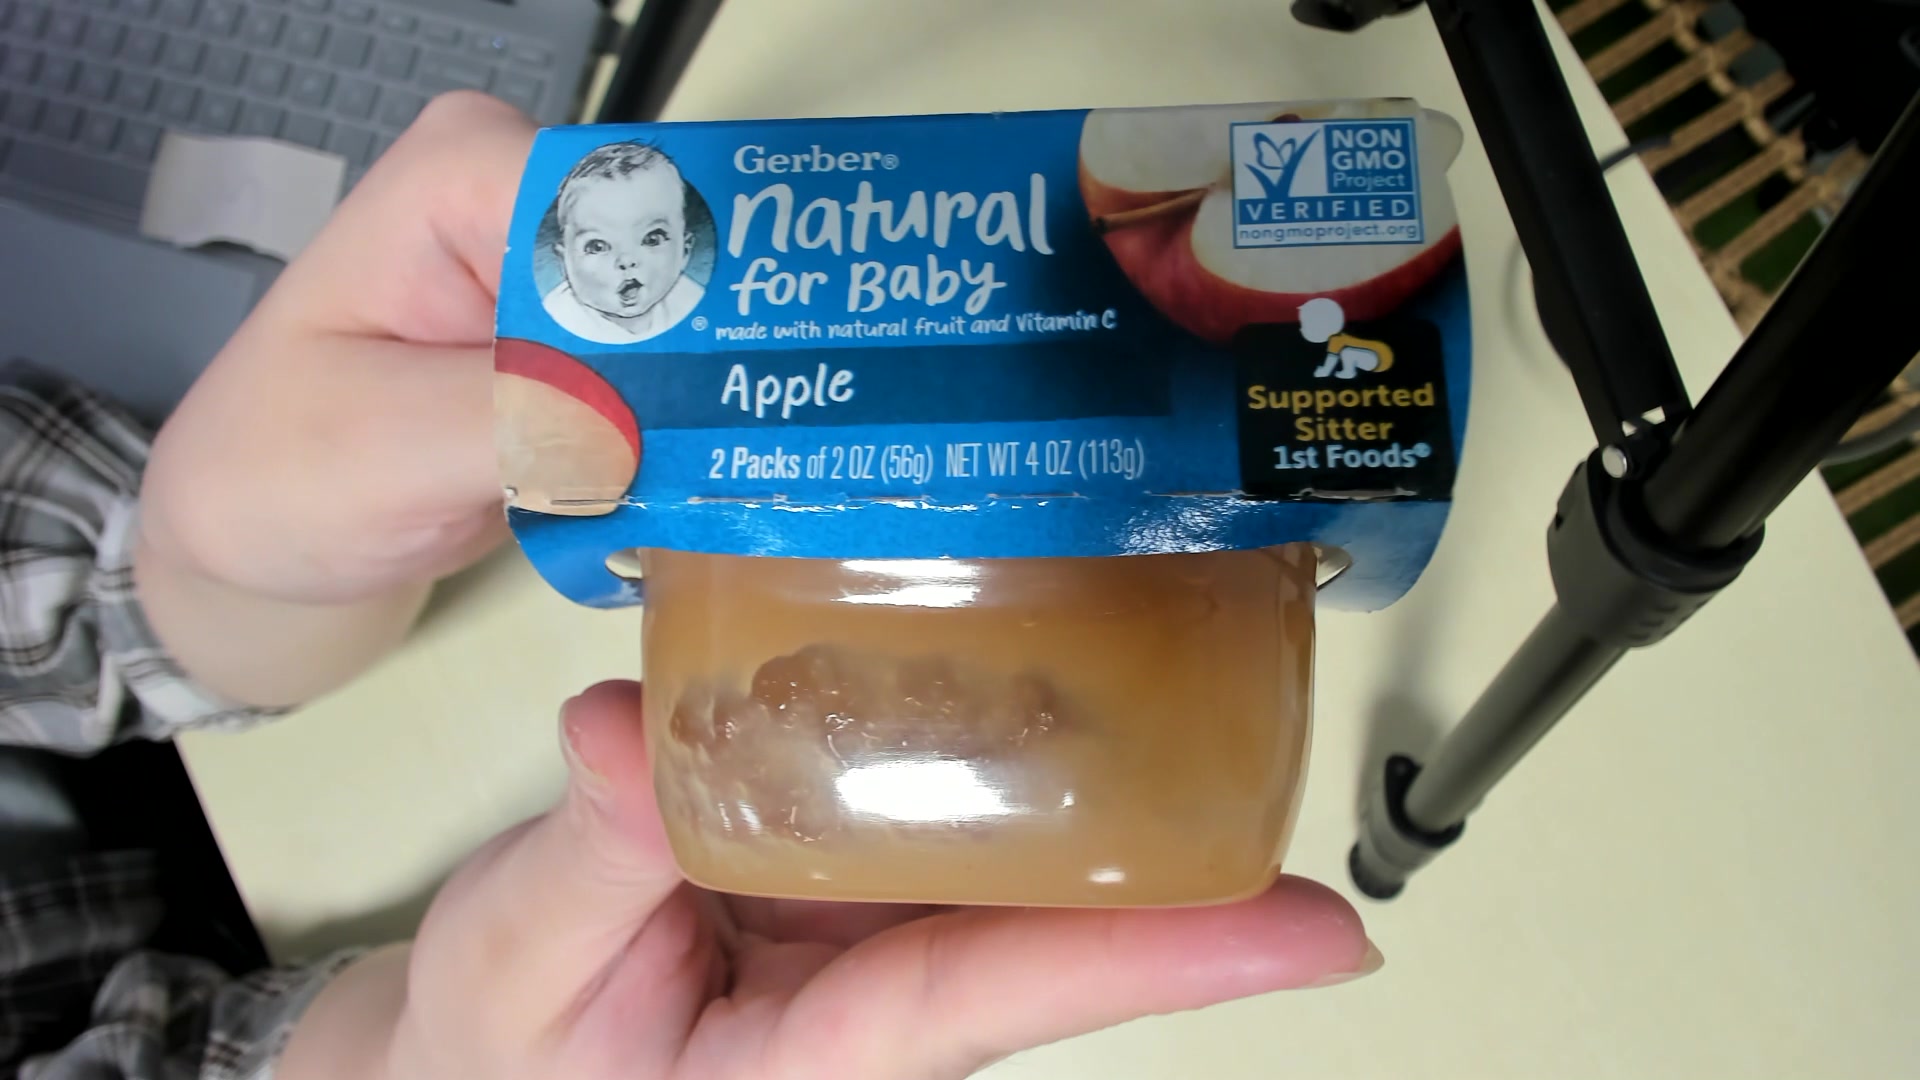 Gerber®
Natural
for Baby
® made with natural fruit and Vitamin C
Apple
2 Packs of 2 OZ (56g) NET WT 4 OZ (113g)
NON
GMO
Project
VERIFIED
nongmoproject.org
Supported
Sitter
1st Foods®